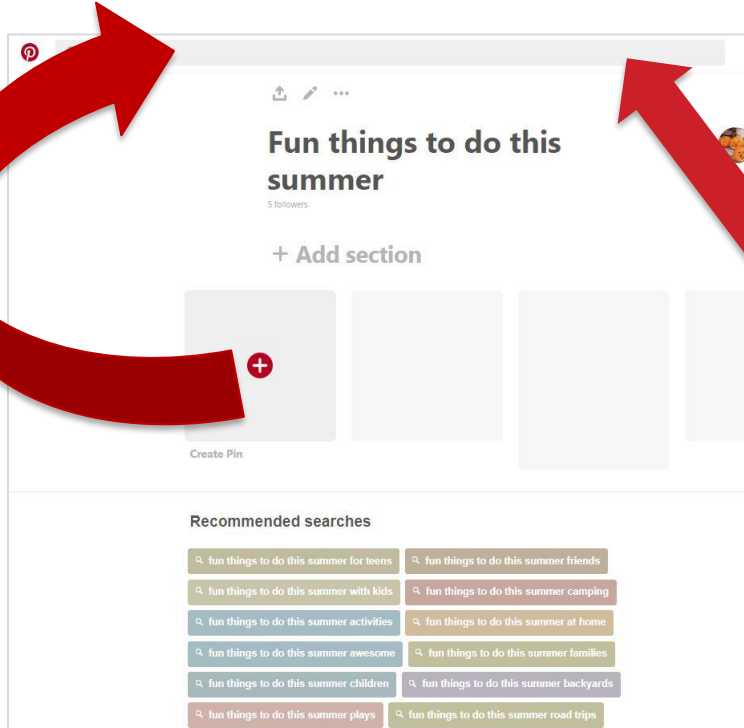 Fun things to do this
summer
5 followers
+ Add section
Create Pin
Recommended searches
fun things to do this summer for teens
fun things to do this summer friends
fun things to do this summer with kids
fun things to do this summer camping
fun things to do this summer activities
fun things to do this summer at home
fun things to do this summer awesome
fun things to do this summer families
fun things to do this summer children
fun things to do this summer backyards
fun things to do this summer plays
fun things to do this summer road trips